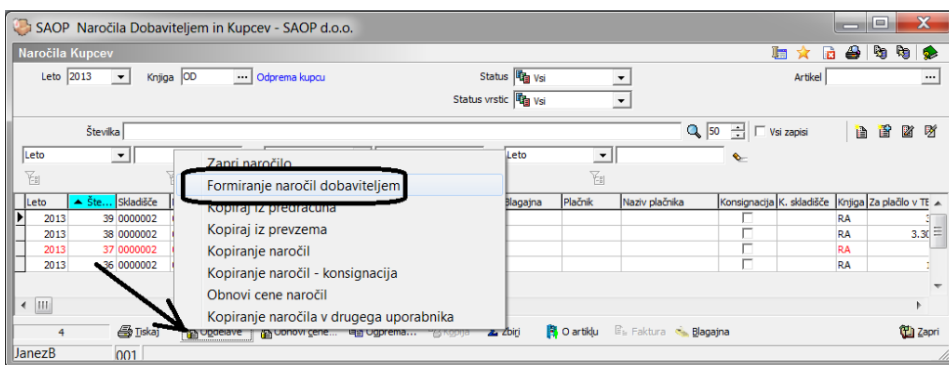 SAOP Naročila Dobaviteljem in Kupcev - SAOP d.o.o.
Naročila Kupcev
Leto 2013 Knjiga OD ... Odprema kupcu Status Vsi Artikel ...
Status vrstic Vsi
Številka 50 Vsi zapisi
Leto Leto
Zapri naročilo
Formiranje naročil dobaviteljem
Kopiraj iz predračuna
Kopiraj iz prevzema
Kopiranje naročil
Kopiranje naročil - konsignacija
Obnovi cene naročil
Kopiranje naročila v drugega uporabnika
Leto Šte... Skladišče Blagajna Plačnik Naziv plačnika Konsignacija K. skladišče Knjiga Za plačilo v TE
2013 39 0000002 RA
2013 38 0000002 RA 3.30
2013 37 0000002 RA
2013 36 0000002 RA
4 Tiskaj Obdelave Obnovi cene... Odprema... Kopija Zbirj O artiklu Faktura Blagajna Zapri
JanezB 001